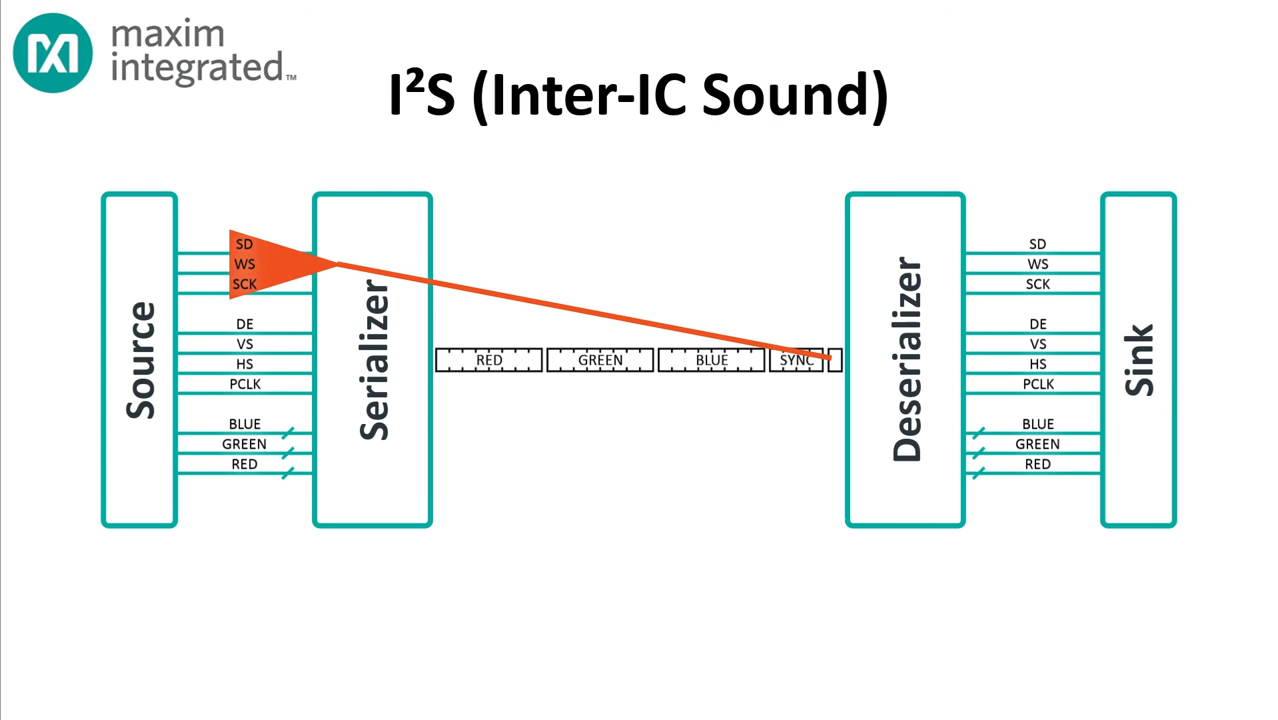 maxim
integrated™
I²S (Inter-IC Sound)
Source
SD
WS
SCK
DE
VS
HS
PCLK
BLUE
GREEN
RED
Serializer
RED GREEN BLUE SYNC
Deserializer
SD
WS
SCK
DE
VS
HS
PCLK
BLUE
GREEN
RED
Sink